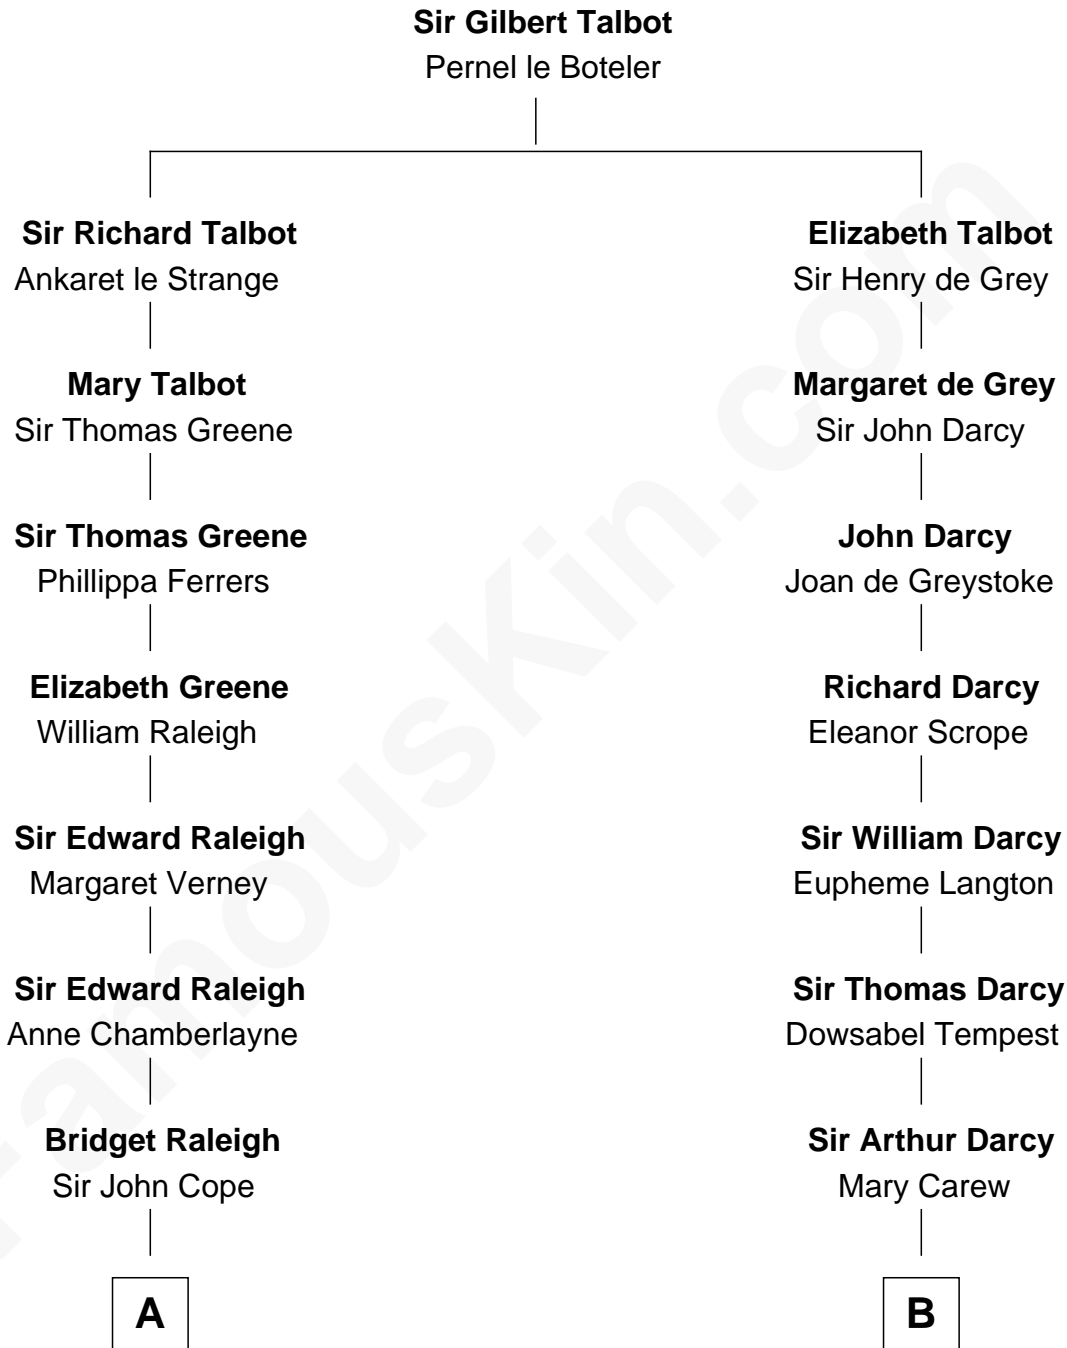 Sir Gilbert Talbot
Pernel le Boteler
Sir Richard Talbot
Ankaret le Strange
Elizabeth Talbot
Sir Henry de Grey
Mary Talbot
Sir Thomas Greene
Margaret de Grey
Sir John Darcy
Sir Thomas Greene
Phillippa Ferrers
John Darcy
Joan de Greystoke
Elizabeth Greene
William Raleigh
Richard Darcy
Eleanor Scrope
Sir Edward Raleigh
Margaret Verney
Sir William Darcy
Eupheme Langton
Sir Edward Raleigh
Anne Chamberlayne
Sir Thomas Darcy
Dowsabel Tempest
Bridget Raleigh
Sir John Cope
Sir Arthur Darcy
Mary Carew
A
B
FamousKin.com